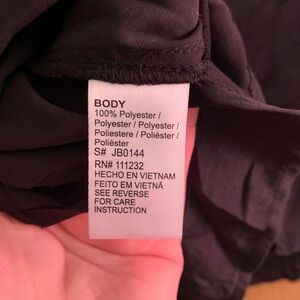 BODY
100% Polyester /
Polyester / Polyester /
Poliestere / Poliéster /
Poliéster
S# JB0144
RN# 111232
HECHO EN VIETNAM
FEITO EM VIETNÃ
SEE REVERSE
FOR CARE
INSTRUCTION